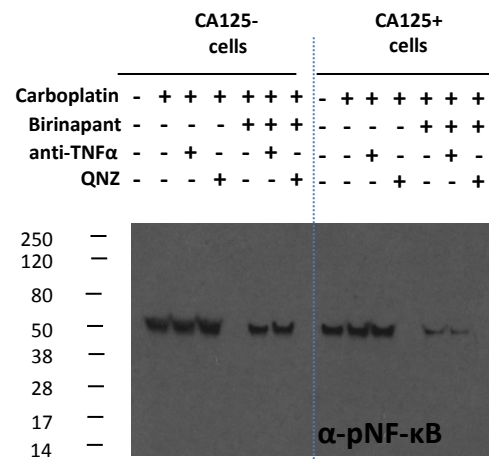 CA125- CA125+
cells cells
Carboplatin - + + + + + + - + + + + + +
Birinapant - - - - + + + - - - - + + +
anti-TNFα - - + - - + - - - + - - + -
QNZ - - - + - - + - - - + - - +
250 –
120 –
80 –
50 –
38 –
28 –
17 –
14 –
α-pNF-κB